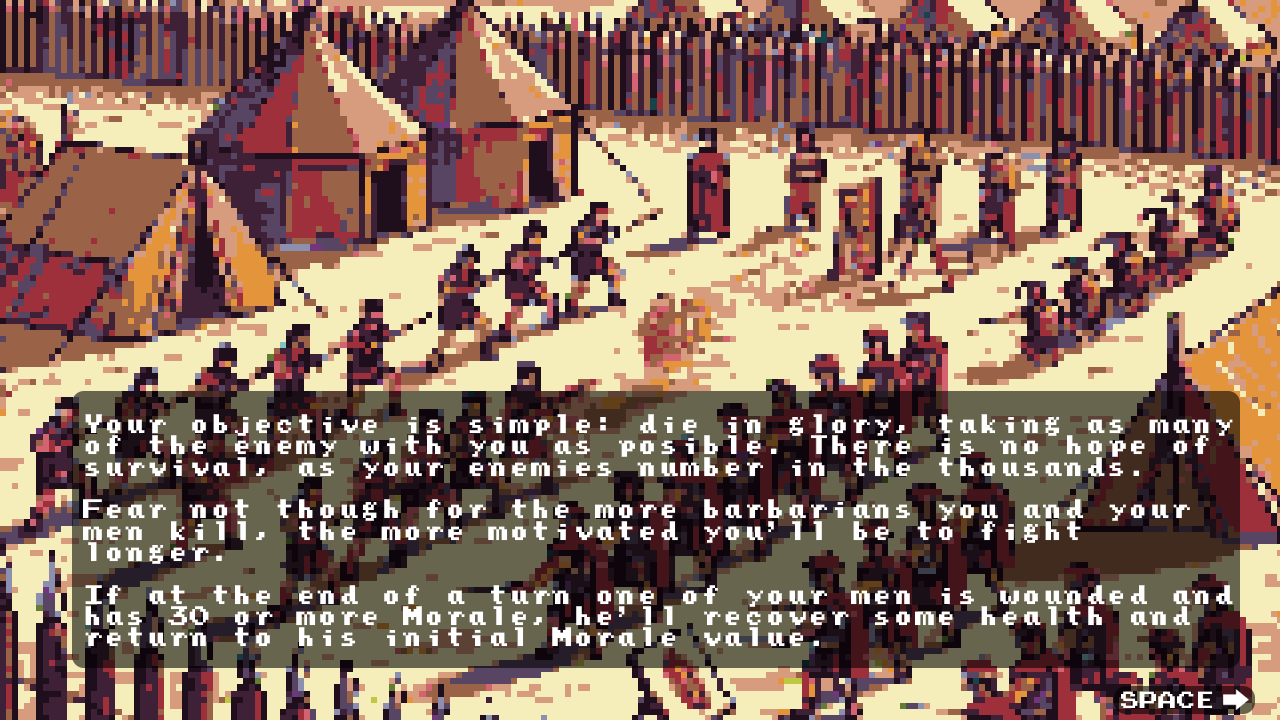 Your objective is simple: die in glory, taking as many
of the enemy with you as posible. There is no hope of
survival, as your enemies number in the thousands.
Fear not though for the more barbarians you and your
men kill, the more motivated you'll be to fight
longer.
If at the end of a turn one of your men is wounded and
has 30 or more Morale, he'll recover some health and
return to his initial Morale value.
SPACE